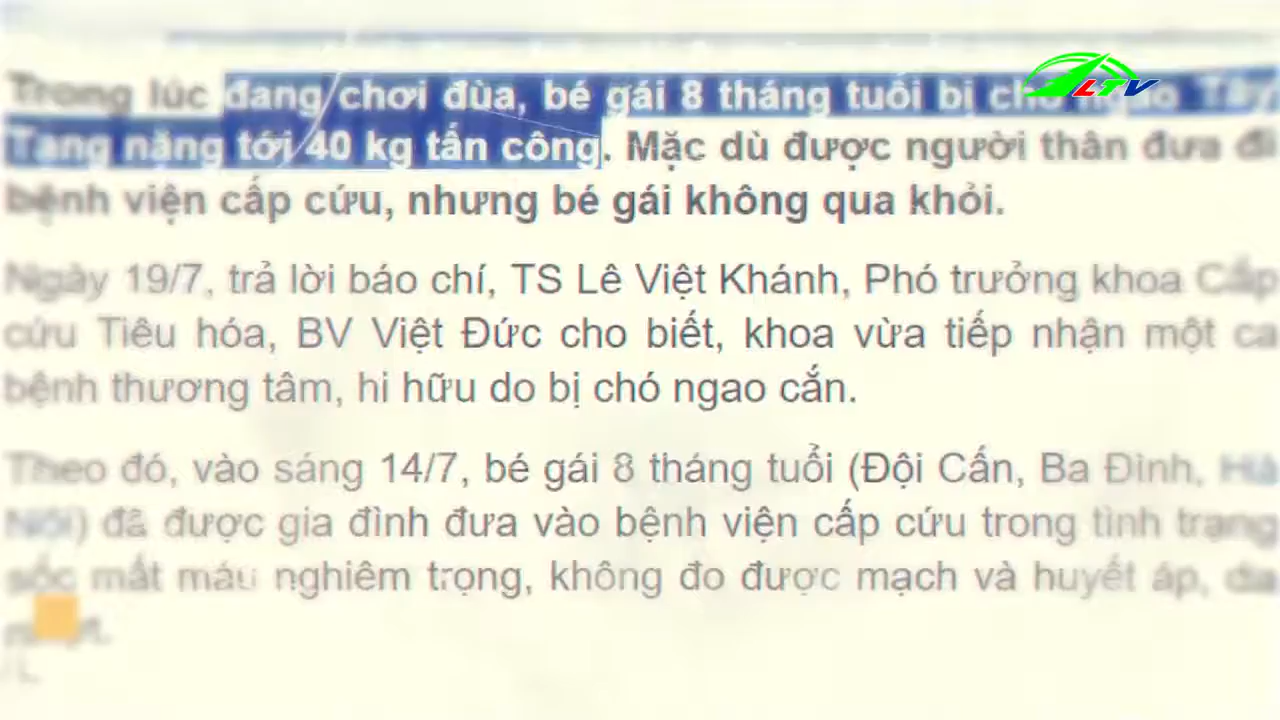 LTV
Trong lúc đang chơi đùa, bé gái 8 tháng tuổi bị chó ngao Tây
Tạng nặng tới 40 kg tấn công. Mặc dù được người thân đưa đi
bệnh viện cấp cứu, nhưng bé gái không qua khỏi.
Ngày 19/7, trả lời báo chí, TS Lê Việt Khánh, Phó trưởng khoa Cấp
cứu Tiêu hóa, BV Việt Đức cho biết, khoa vừa tiếp nhận một ca
bệnh thương tâm, hi hữu do bị chó ngao cắn.
Theo đó, vào sáng 14/7, bé gái 8 tháng tuổi (Đội Cấn, Ba Đình, Hà
Nội) đã được gia đình đưa vào bệnh viện cấp cứu trong tình trạng
sốc mất máu nghiêm trọng, không đo được mạch và huyết áp, da